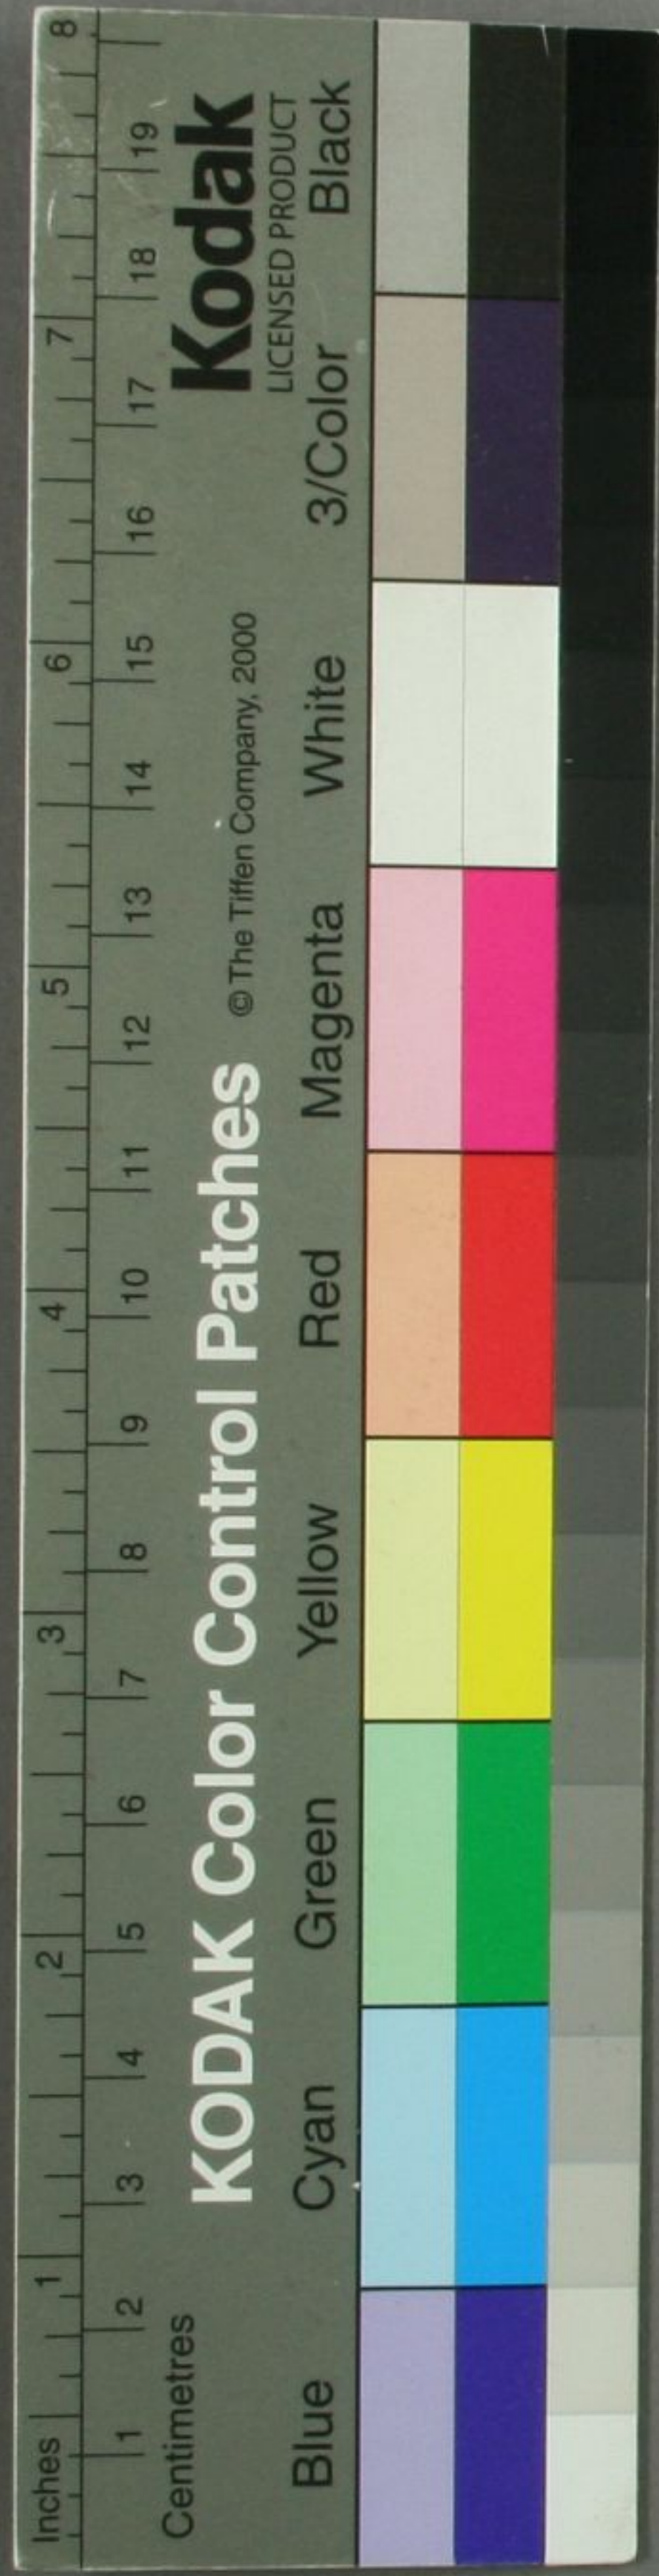 Inches 1 2 3 4 5 6 7 8
1 2 3 4 5 6 7 8 9 10 11 12 13 14 15 16 17 18 19
Centimetres
KODAK Color Control Patches © The Tiffen Company, 2000 Kodak
LICENSED PRODUCT
Blue Cyan Green Yellow Red Magenta White 3/Color Black